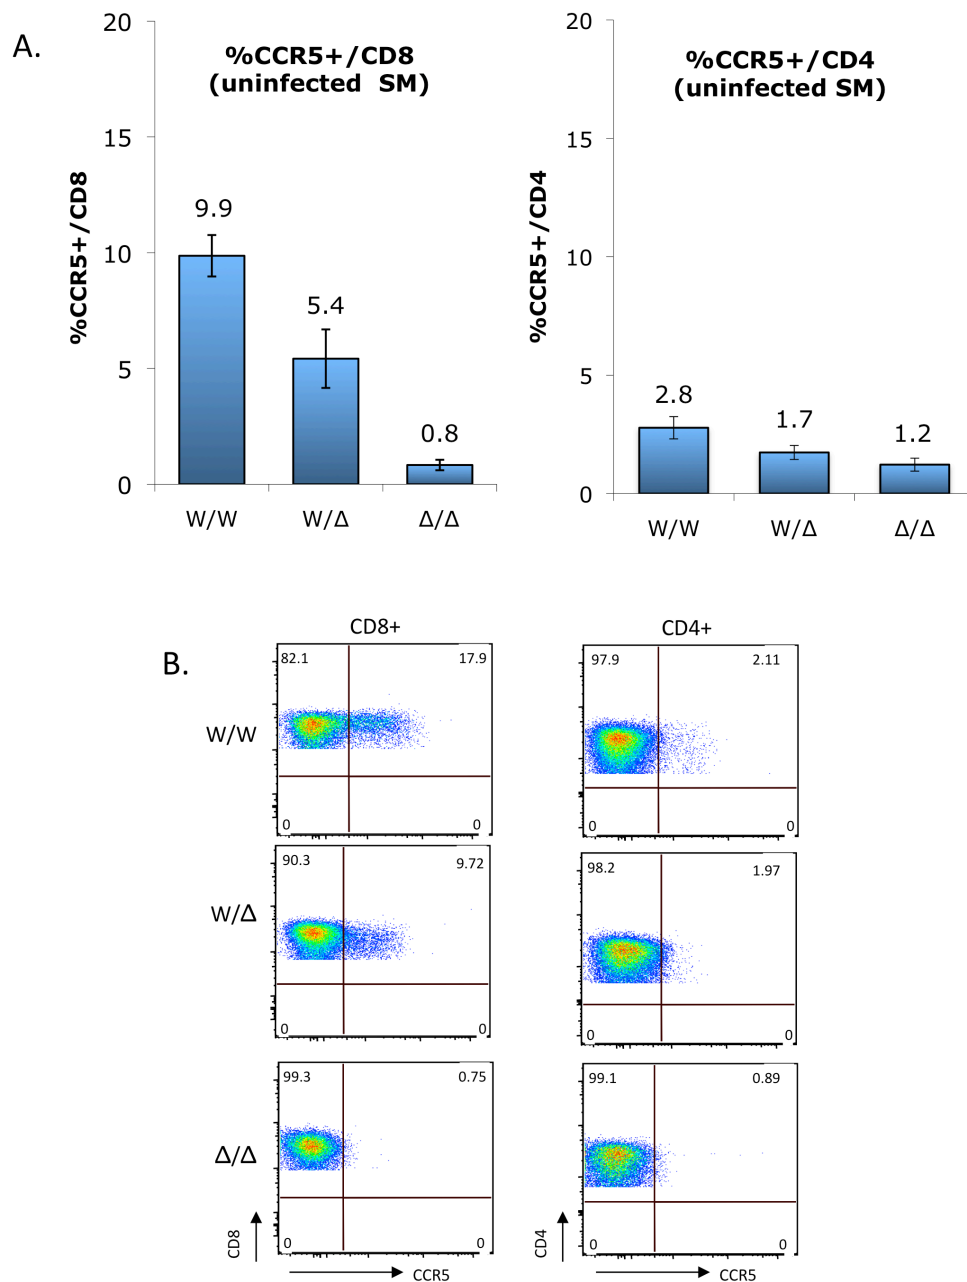 A.
%CCR5+/CD8
(uninfected SM)
%CCR5+/CD8
20
15
10
5
0
9.9
5.4
0.8
W/W W/Δ Δ/Δ
%CCR5+/CD4
(uninfected SM)
%CCR5+/CD4
20
15
10
5
0
2.8
1.7
1.2
W/W W/Δ Δ/Δ
B.
CD8+ CD4+
W/W
82.1 17.9
0 0
97.9 2.11
0 0
W/Δ
90.3 9.72
0 0
98.2 1.97
0 0
Δ/Δ
99.3 0.75
0 0
99.1 0.89
0 0
CD8
CCR5
CD4
CCR5